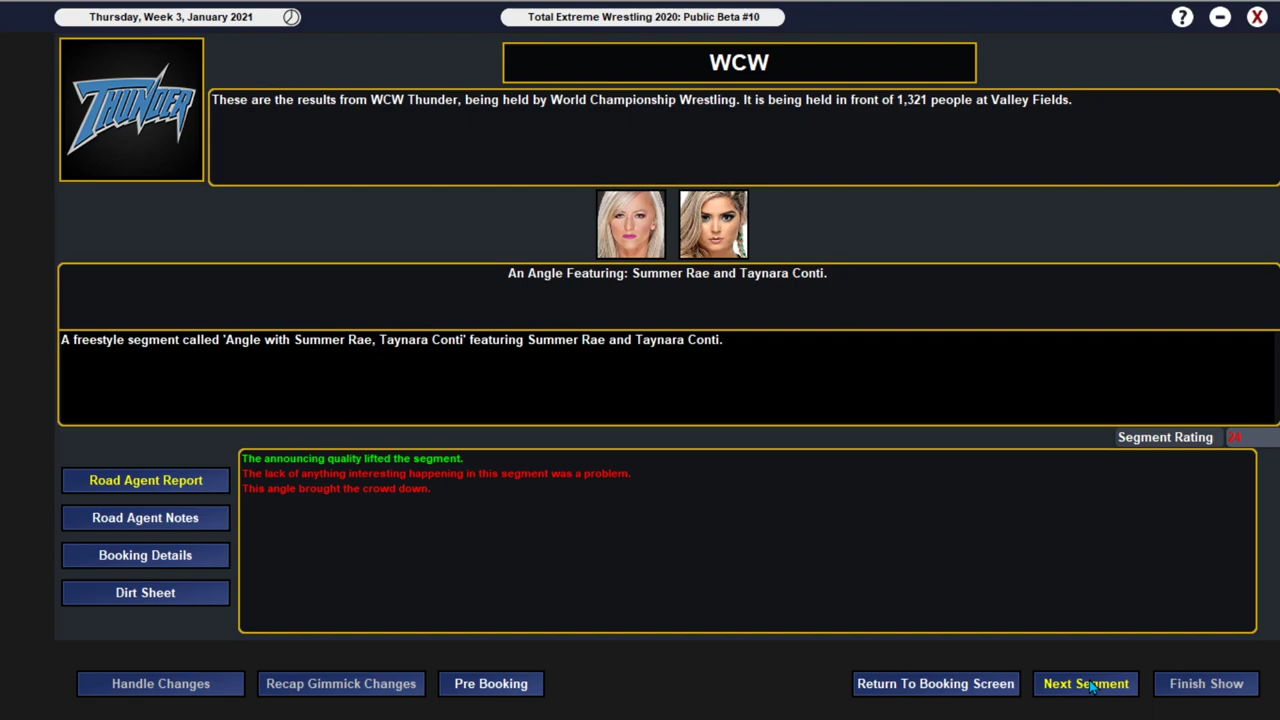 Thursday, Week 3, January 2021
Total Extreme Wrestling 2020: Public Beta #10
?
X
THUNDER
WCW
These are the results from WCW Thunder, being held by World Championship Wrestling. It is being held in front of 1,321 people at Valley Fields.
An Angle Featuring: Summer Rae and Taynara Conti.
A freestyle segment called 'Angle with Summer Rae, Taynara Conti' featuring Summer Rae and Taynara Conti.
Segment Rating 24
The announcing quality lifted the segment.
The lack of anything interesting happening in this segment was a problem.
This angle brought the crowd down.
Road Agent Report
Road Agent Notes
Booking Details
Dirt Sheet
Handle Changes Recap Gimmick Changes Pre Booking Return To Booking Screen Next Segment Finish Show